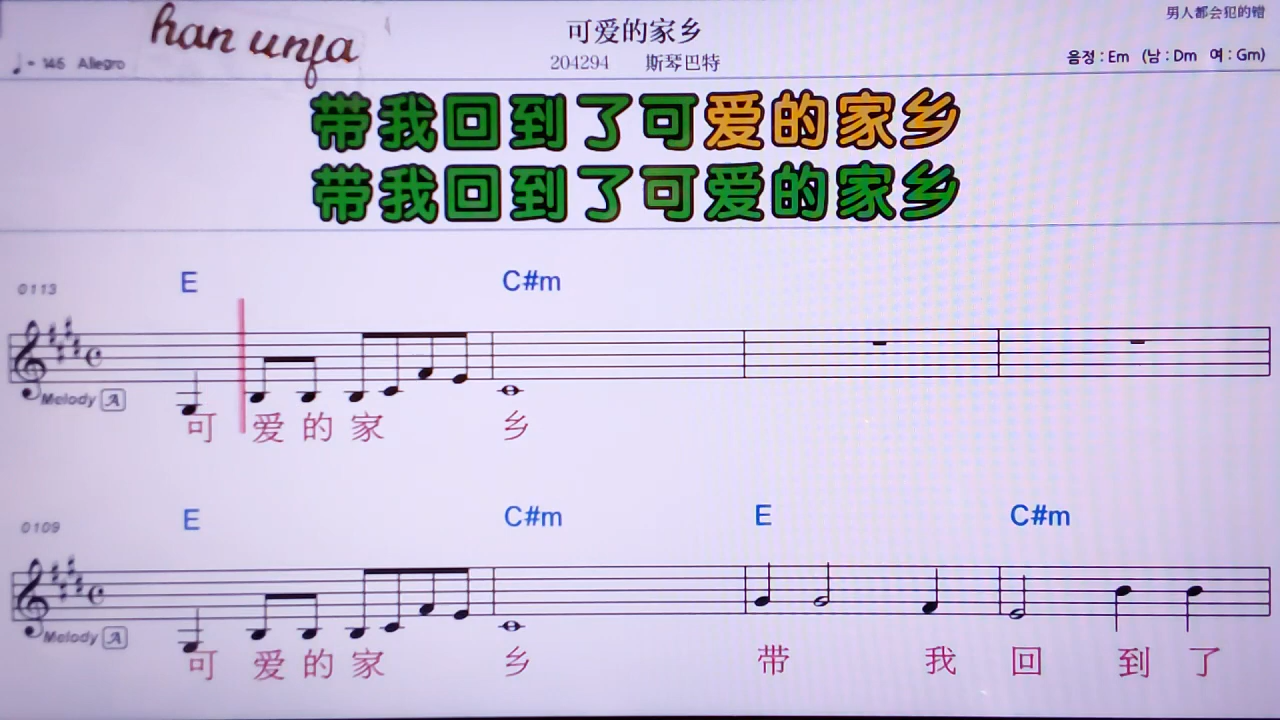 han unfa
男人都会犯的错
可爱的家乡
♩= 146 Allegro
204294 斯琴巴特
음정 : Em (남 : Dm 여 : Gm)
带我回到了可爱的家乡
带我回到了可爱的家乡
0113
E C#m
Melody A
可 爱 的 家 乡
0109
E C#m E C#m
Melody A
可 爱 的 家 乡 带 我 回 到 了